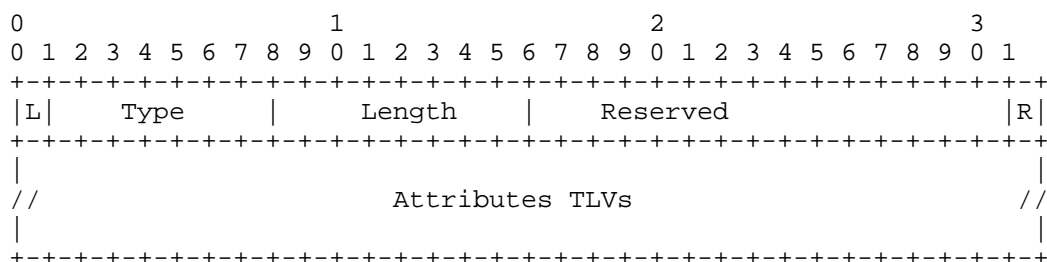 0                   1                   2                   3
0 1 2 3 4 5 6 7 8 9 0 1 2 3 4 5 6 7 8 9 0 1 2 3 4 5 6 7 8 9 0 1
+-+-+-+-+-+-+-+-+-+-+-+-+-+-+-+-+-+-+-+-+-+-+-+-+-+-+-+-+-+-+-+-+
|L|    Type     |     Length    |    Reserved                 |R|
+-+-+-+-+-+-+-+-+-+-+-+-+-+-+-+-+-+-+-+-+-+-+-+-+-+-+-+-+-+-+-+-+
|                                                               |
//                      Attributes TLVs                        //
|                                                               |
+-+-+-+-+-+-+-+-+-+-+-+-+-+-+-+-+-+-+-+-+-+-+-+-+-+-+-+-+-+-+-+-+